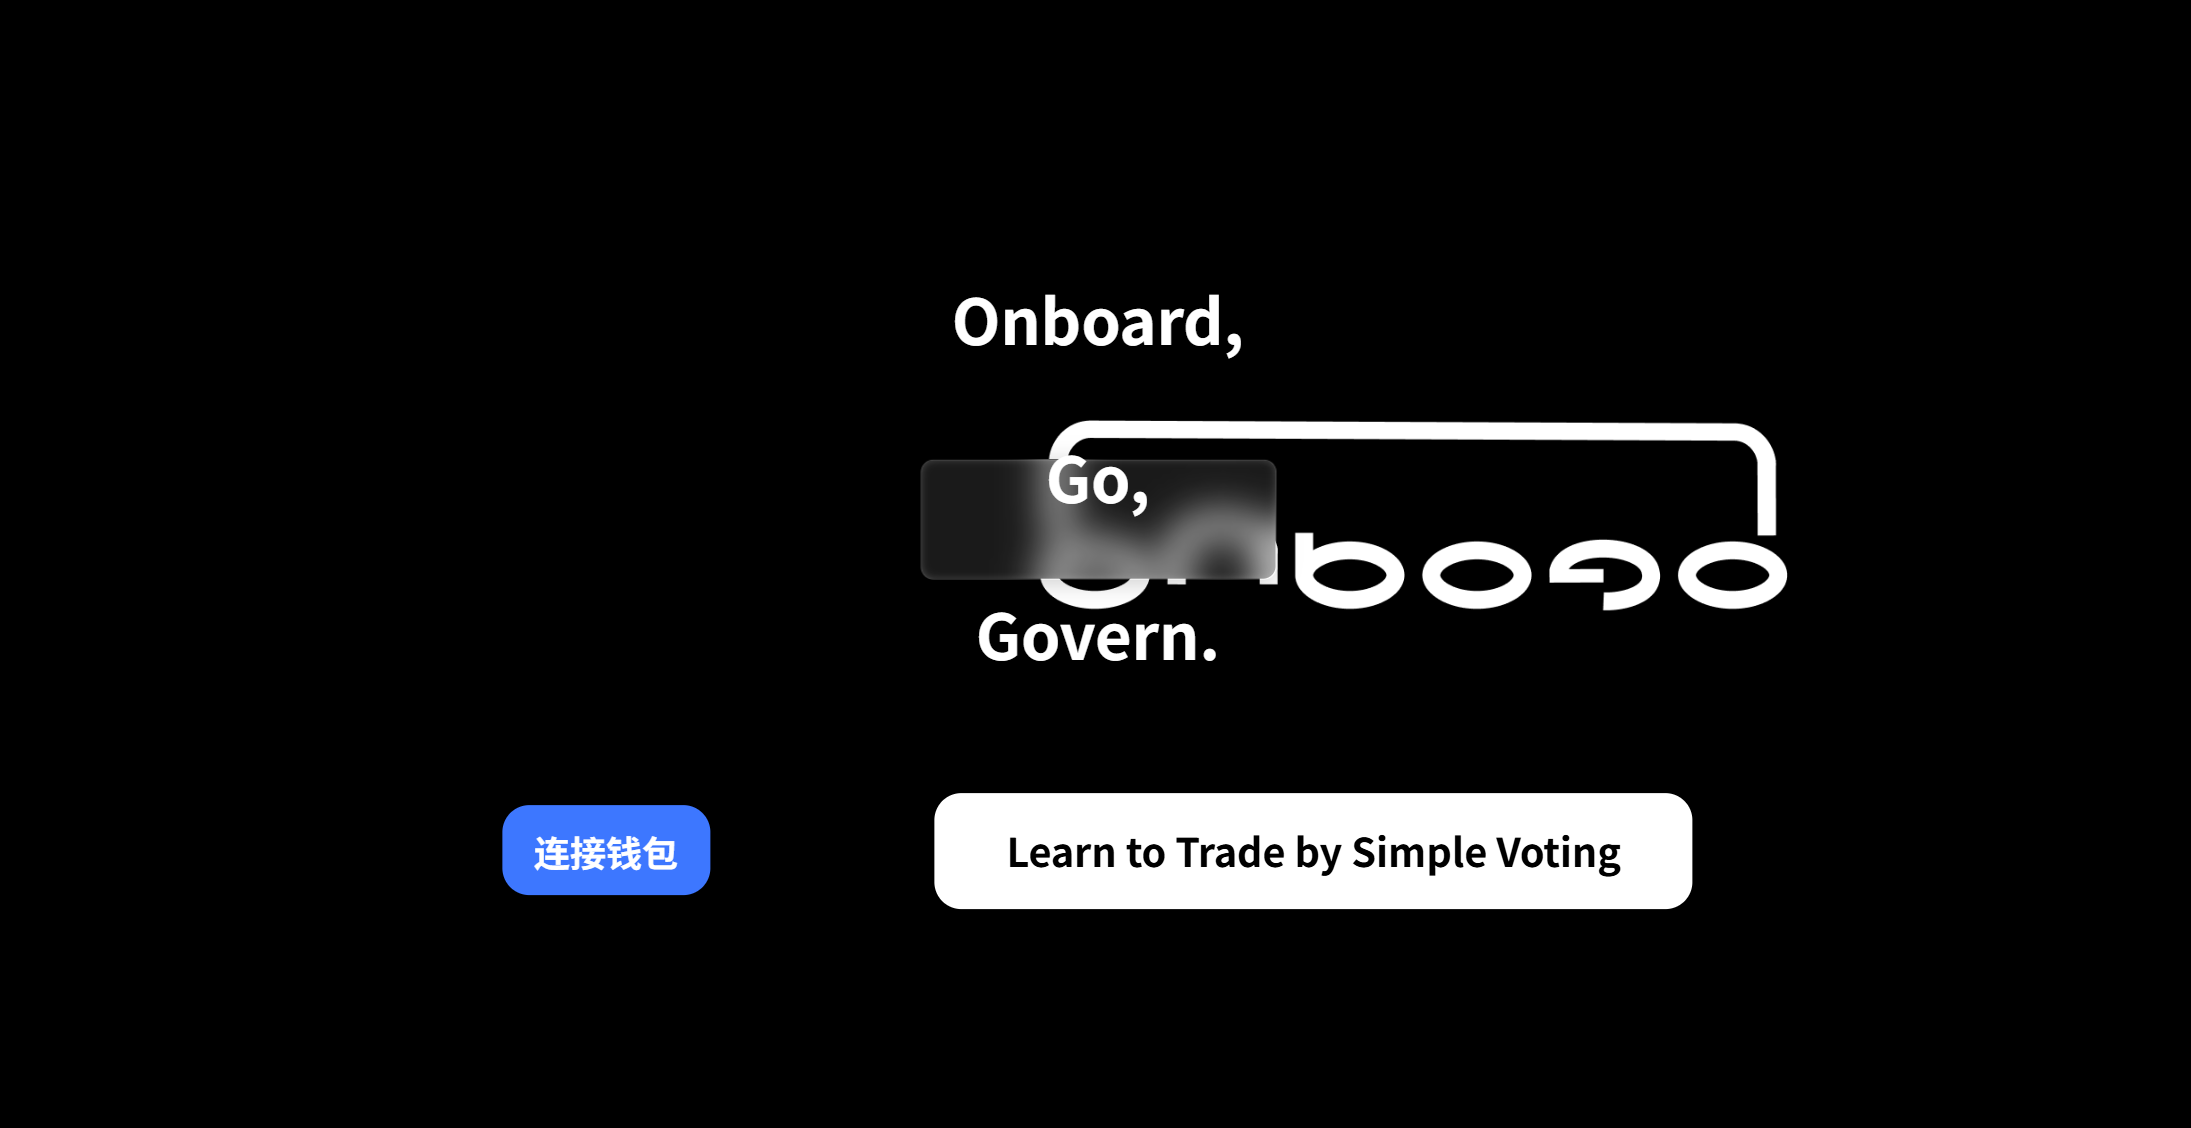 Onboard,
Go,
Govern.
连接钱包
Learn to Trade by Simple Voting